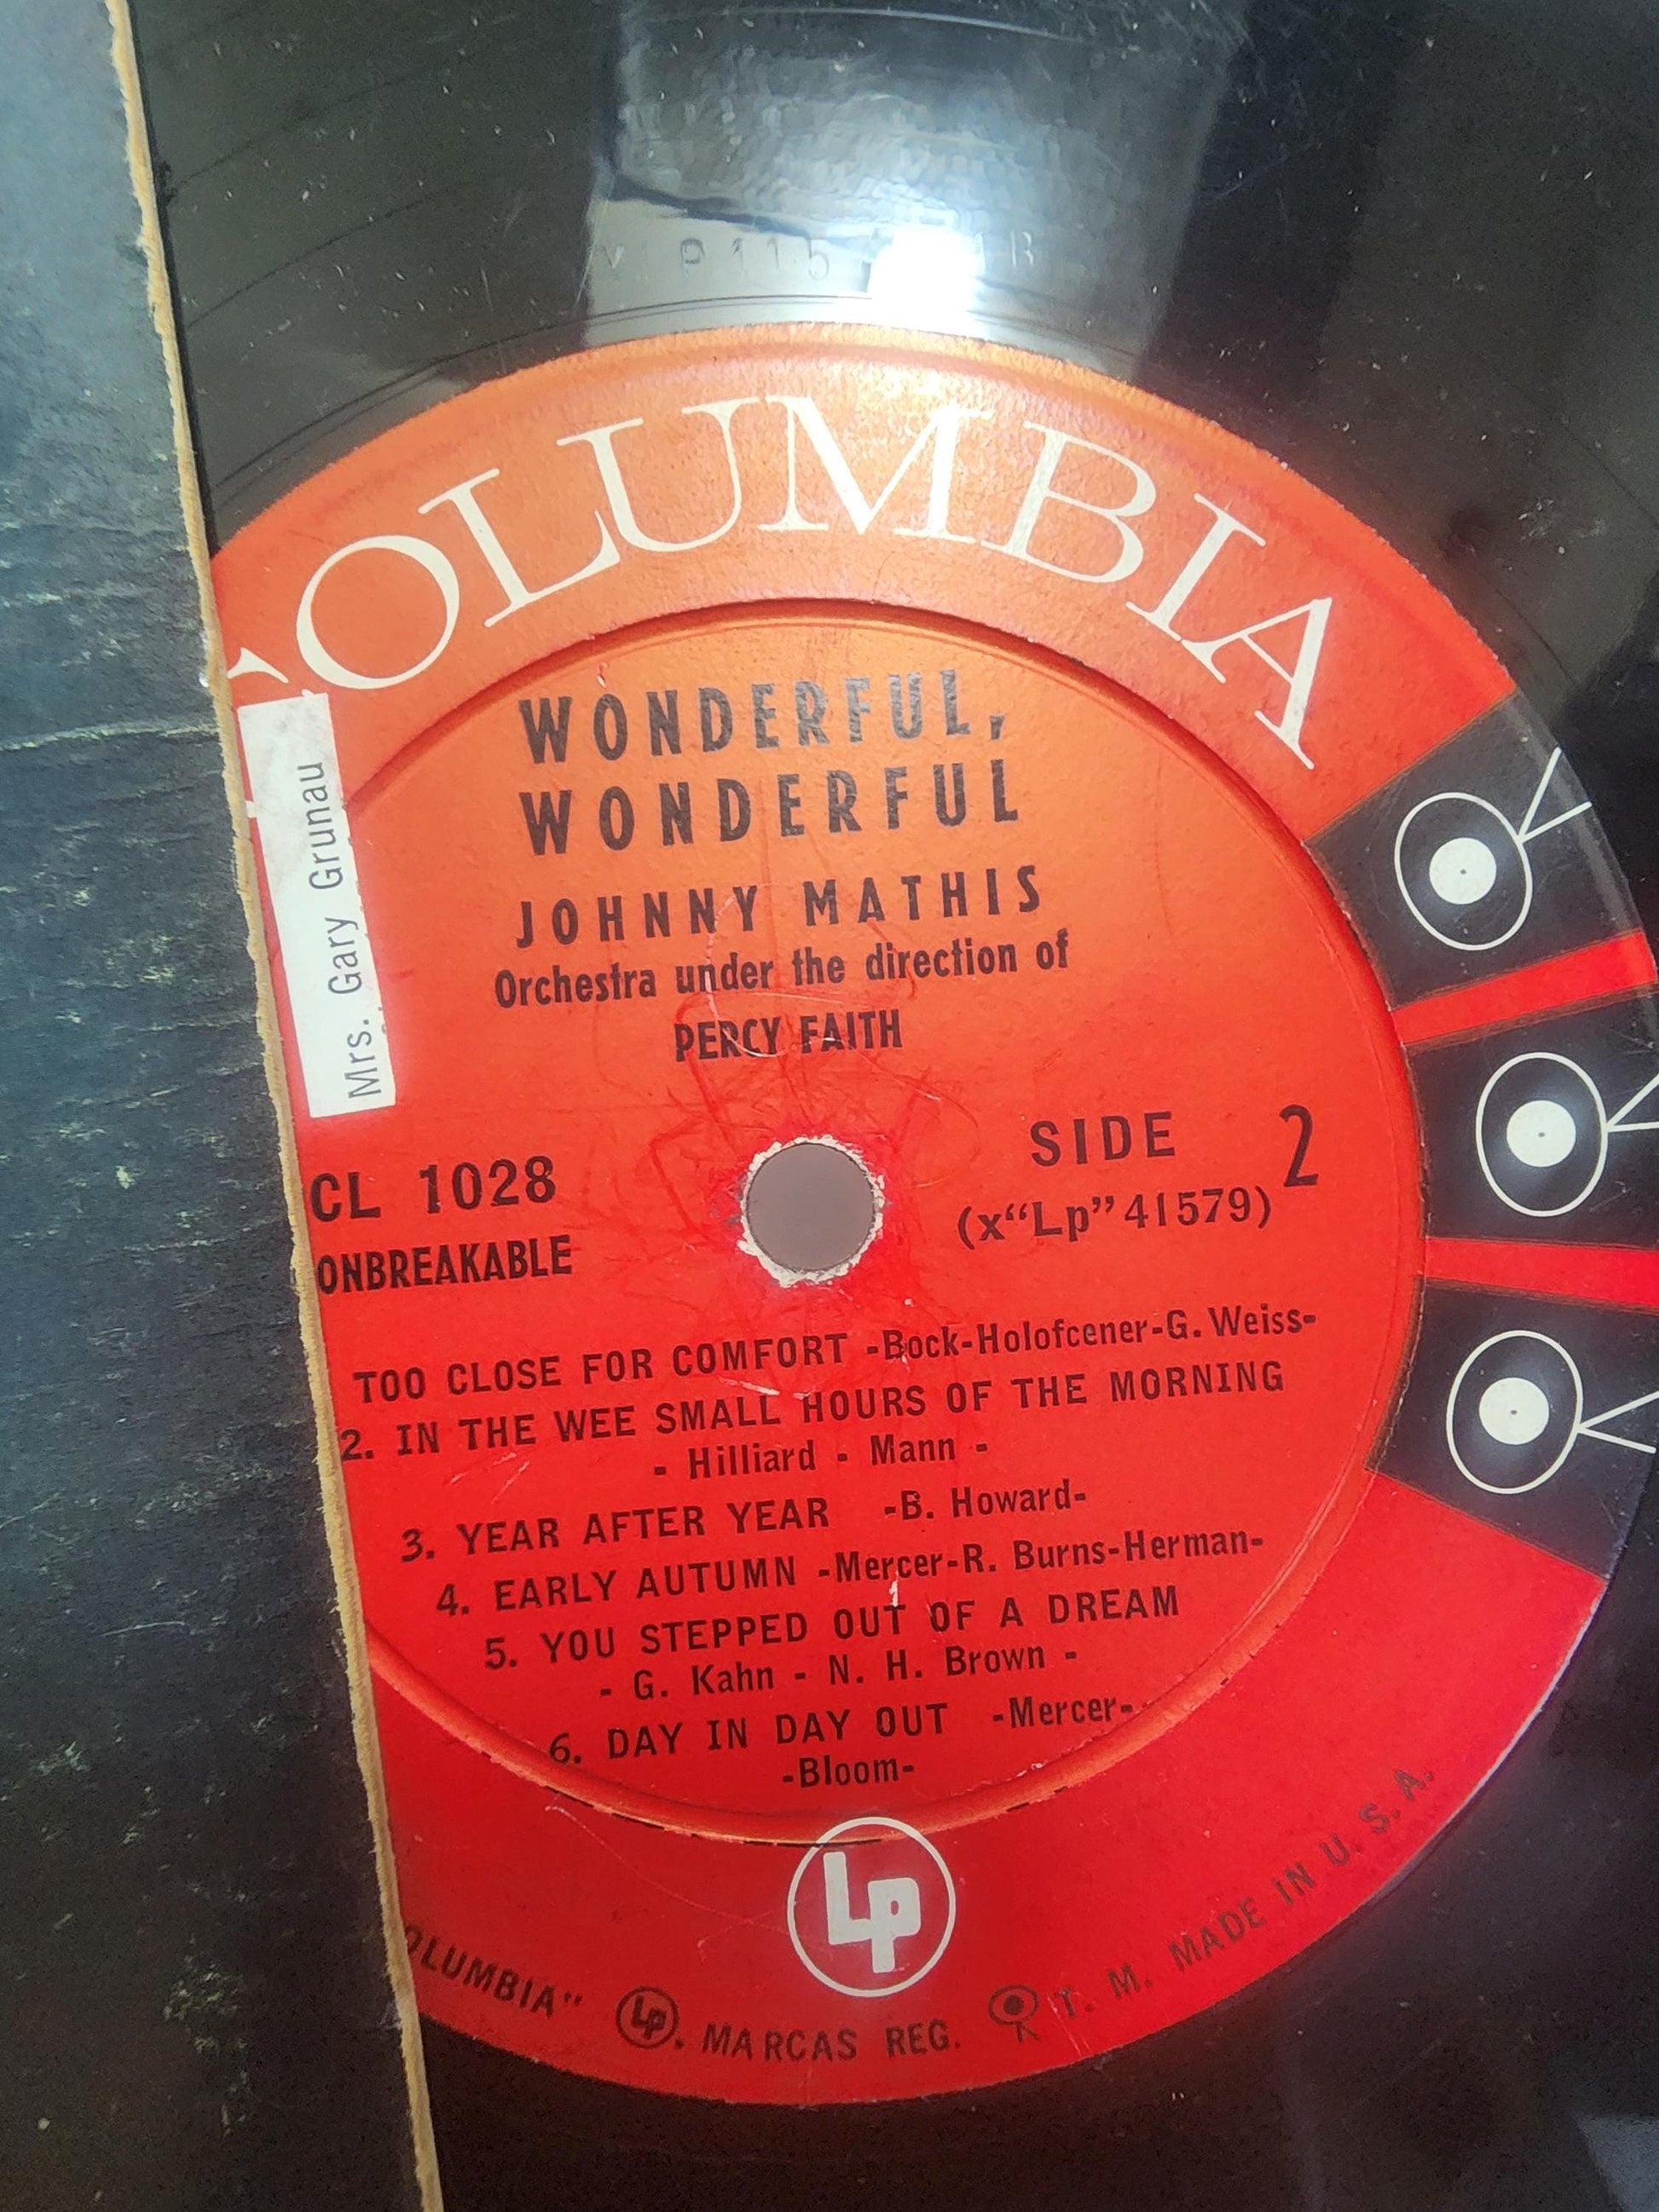 OLUMBIA
WONDERFUL,
WONDERFUL
JOHNNY MATHIS
Orchestra under the direction of
PERCY FAITH
Mrs. Gary Grunau
CL 1028
ONBREAKABLE
SIDE 2
(x“Lp”41579)
TOO CLOSE FOR COMFORT -Bock-Holofcener-G. Weiss-
2. IN THE WEE SMALL HOURS OF THE MORNING
- Hilliard - Mann -
3. YEAR AFTER YEAR -B. Howard-
4. EARLY AUTUMN -Mercer-R. Burns-Herman-
5. YOU STEPPED OUT OF A DREAM
- G. Kahn - N. H. Brown -
6. DAY IN DAY OUT -Mercer-
-Bloom-
Lp
OLUMBIA" Lp. MARCAS REG. T. M. MADE IN U. S. A.